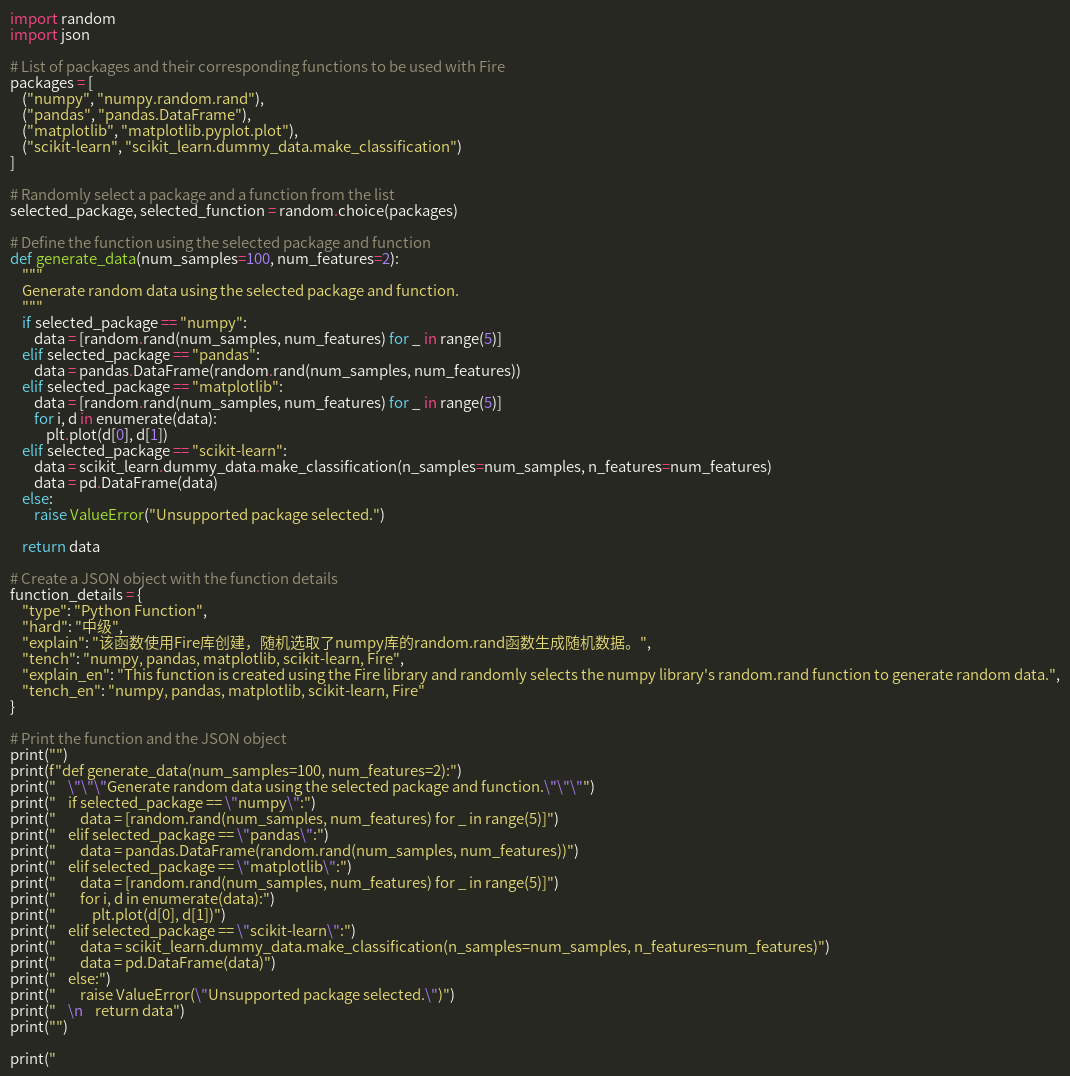 import random
import json

# List of packages and their corresponding functions to be used with Fire
packages = [
    ("numpy", "numpy.random.rand"),
    ("pandas", "pandas.DataFrame"),
    ("matplotlib", "matplotlib.pyplot.plot"),
    ("scikit-learn", "scikit_learn.dummy_data.make_classification")
]

# Randomly select a package and a function from the list
selected_package, selected_function = random.choice(packages)

# Define the function using the selected package and function
def generate_data(num_samples=100, num_features=2):
    """
    Generate random data using the selected package and function.
    """
    if selected_package == "numpy":
        data = [random.rand(num_samples, num_features) for _ in range(5)]
    elif selected_package == "pandas":
        data = pandas.DataFrame(random.rand(num_samples, num_features))
    elif selected_package == "matplotlib":
        data = [random.rand(num_samples, num_features) for _ in range(5)]
        for i, d in enumerate(data):
            plt.plot(d[0], d[1])
    elif selected_package == "scikit-learn":
        data = scikit_learn.dummy_data.make_classification(n_samples=num_samples, n_features=num_features)
        data = pd.DataFrame(data)
    else:
        raise ValueError("Unsupported package selected.")

    return data

# Create a JSON object with the function details
function_details = {
    "type": "Python Function",
    "hard": "中级",
    "explain": "该函数使用Fire库创建，随机选取了numpy库的random.rand函数生成随机数据。",
    "tench": "numpy, pandas, matplotlib, scikit-learn, Fire",
    "explain_en": "This function is created using the Fire library and randomly selects the numpy library's random.rand function to generate random data.",
    "tench_en": "numpy, pandas, matplotlib, scikit-learn, Fire"
}

# Print the function and the JSON object
print("")
print(f"def generate_data(num_samples=100, num_features=2):")
print("    \"\"\"Generate random data using the selected package and function.\"\"\"")
print("    if selected_package == \"numpy\":")
print("        data = [random.rand(num_samples, num_features) for _ in range(5)]")
print("    elif selected_package == \"pandas\":")
print("        data = pandas.DataFrame(random.rand(num_samples, num_features))")
print("    elif selected_package == \"matplotlib\":")
print("        data = [random.rand(num_samples, num_features) for _ in range(5)]")
print("        for i, d in enumerate(data):")
print("            plt.plot(d[0], d[1])")
print("    elif selected_package == \"scikit-learn\":")
print("        data = scikit_learn.dummy_data.make_classification(n_samples=num_samples, n_features=num_features)")
print("        data = pd.DataFrame(data)")
print("    else:")
print("        raise ValueError(\"Unsupported package selected.\")")
print("    \n    return data")
print("")

print("